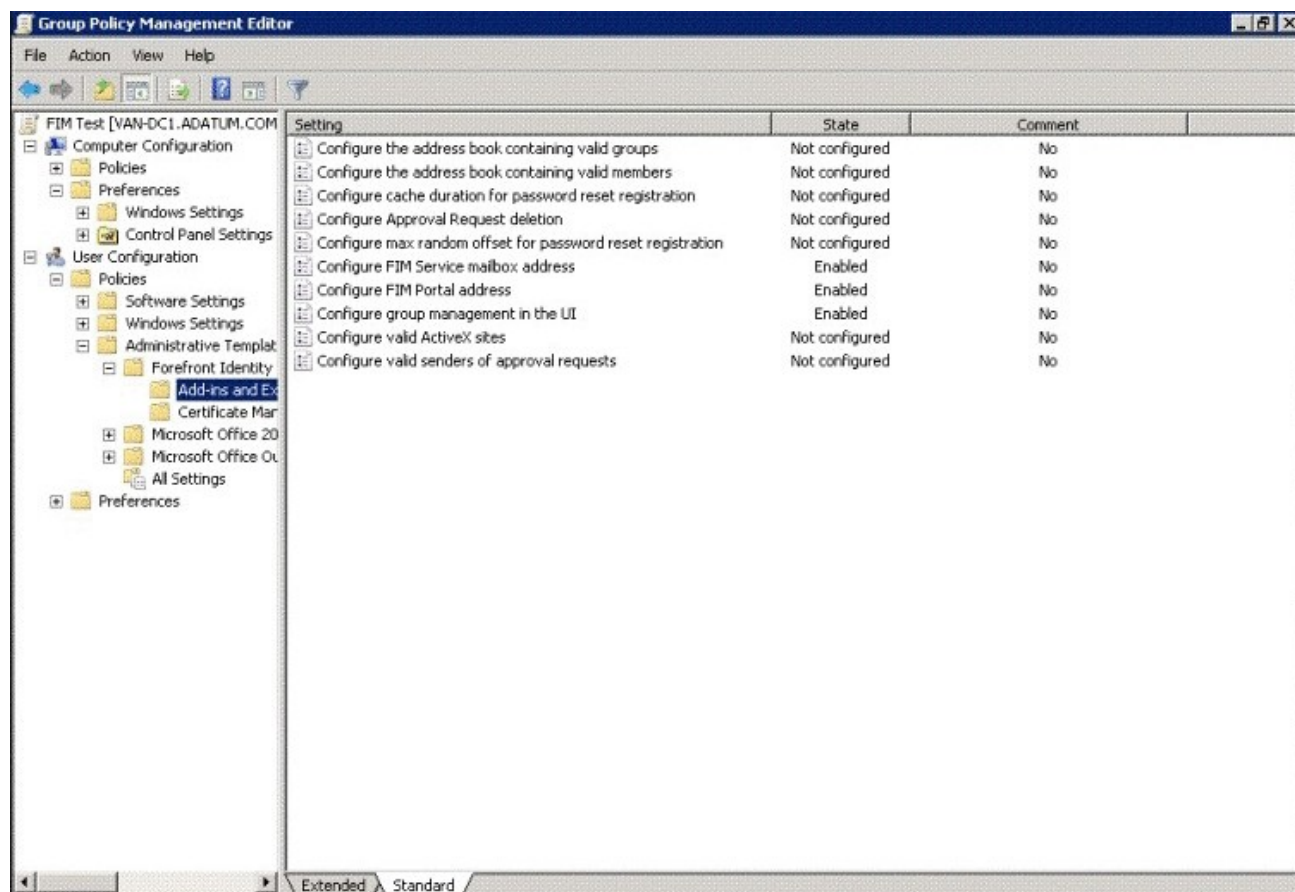 Group Policy Management Editor
File Action View Help
FIM Test [VAN-DC1.ADATUM.COM
Computer Configuration
Policies
Preferences
Windows Settings
Control Panel Settings
User Configuration
Policies
Software Settings
Windows Settings
Administrative Templat
Forefront Identity
Add-ins and Ex
Certificate Mar
Microsoft Office 20
Microsoft Office Ou
All Settings
Preferences
Setting State Comment
Configure the address book containing valid groups Not configured No
Configure the address book containing valid members Not configured No
Configure cache duration for password reset registration Not configured No
Configure Approval Request deletion Not configured No
Configure max random offset for password reset registration Not configured No
Configure FIM Service mailbox address Enabled No
Configure FIM Portal address Enabled No
Configure group management in the UI Enabled No
Configure valid ActiveX sites Not configured No
Configure valid senders of approval requests Not configured No
Extended Standard